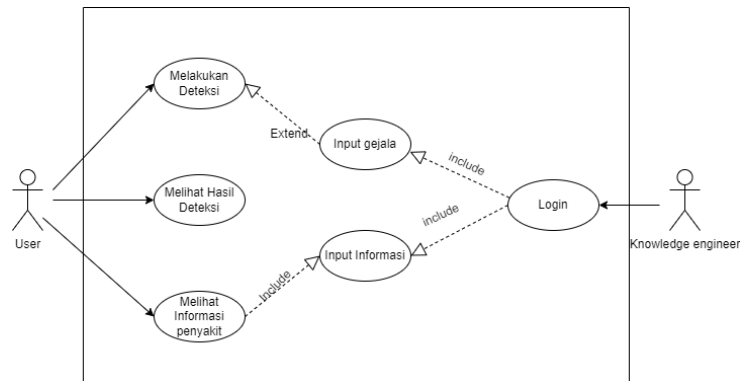 Melakukan
Deteksi
Extend
Input gejala
include
Melihat Hasil
Deteksi
Login
include
User
Knowledge engineer
Input Informasi
Include
Melihat
Informasi
penyakit